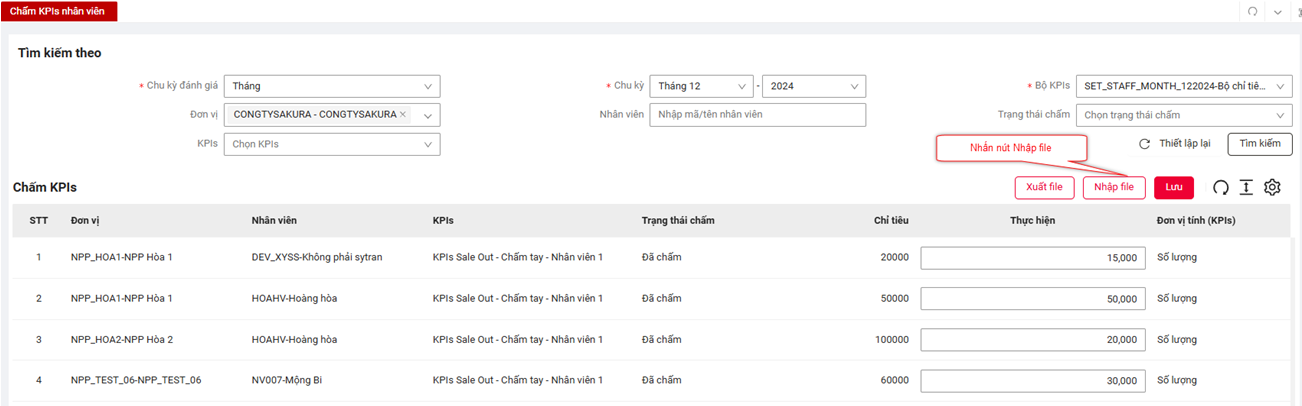 Chấm KPIs nhân viên
Tìm kiếm theo
* Chu kỳ đánh giá Tháng * Chu kỳ Tháng 12 - 2024 * Bộ KPIs SET_STAFF_MONTH_122024-Bộ chỉ tiê...
Đơn vị CONGTYSAKURA - CONGTYSAKURA × Nhân viên Nhập mã/tên nhân viên Trạng thái chấm Chọn trạng thái chấm
KPIs Chọn KPIs Thiết lập lại Tìm kiếm
Nhấn nút Nhập file
Chấm KPIs Xuất file Nhập file Lưu
STT Đơn vị Nhân viên KPIs Trạng thái chấm Chỉ tiêu Thực hiện Đơn vị tính (KPIs)
1 NPP_HOA1-NPP Hòa 1 DEV_XYSS-Không phải sytran KPIs Sale Out - Chấm tay - Nhân viên 1 Đã chấm 20000 15,000 Số lượng
2 NPP_HOA1-NPP Hòa 1 HOAHV-Hoàng hòa KPIs Sale Out - Chấm tay - Nhân viên 1 Đã chấm 50000 50,000 Số lượng
3 NPP_HOA2-NPP Hòa 2 HOAHV-Hoàng hòa KPIs Sale Out - Chấm tay - Nhân viên 1 Đã chấm 100000 20,000 Số lượng
4 NPP_TEST_06-NPP_TEST_06 NV007-Mộng Bi KPIs Sale Out - Chấm tay - Nhân viên 1 Đã chấm 60000 30,000 Số lượng